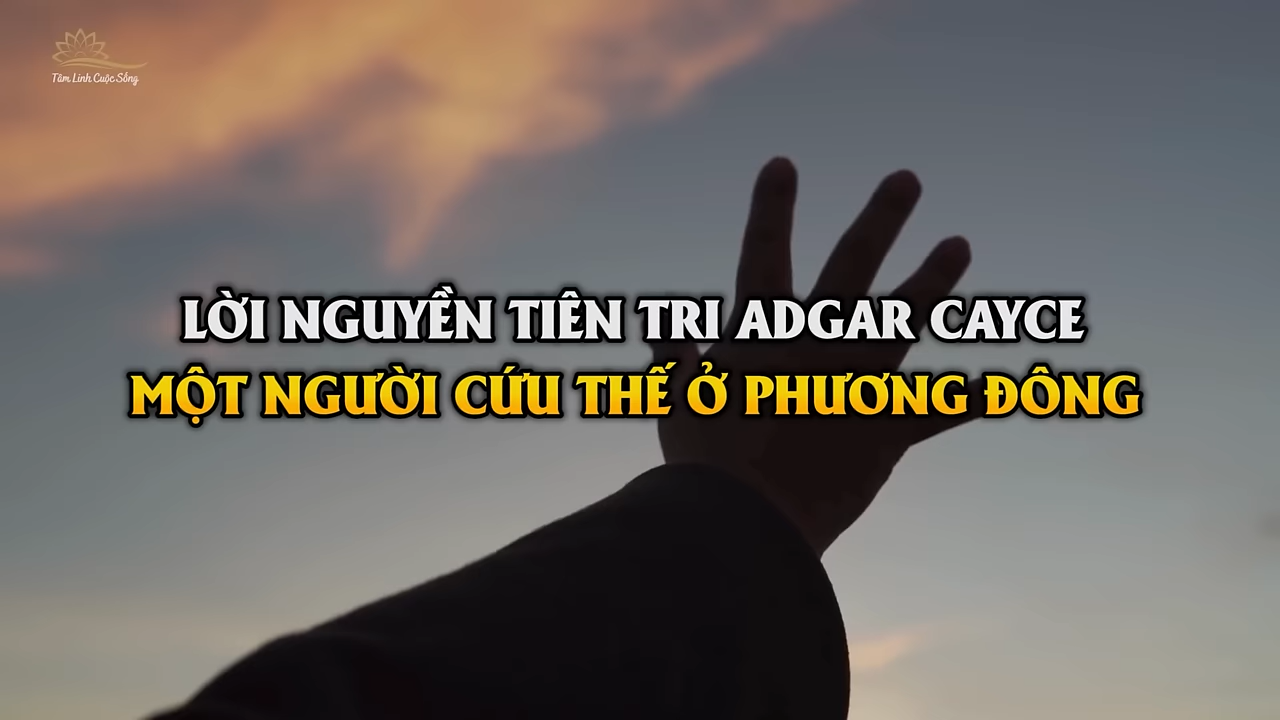 Tâm Linh Cuộc Sống
LỜI NGUYỀN TIÊN TRI ADGAR CAYCE
MỘT NGƯỜI CỨU THẾ Ở PHƯƠNG ĐÔNG